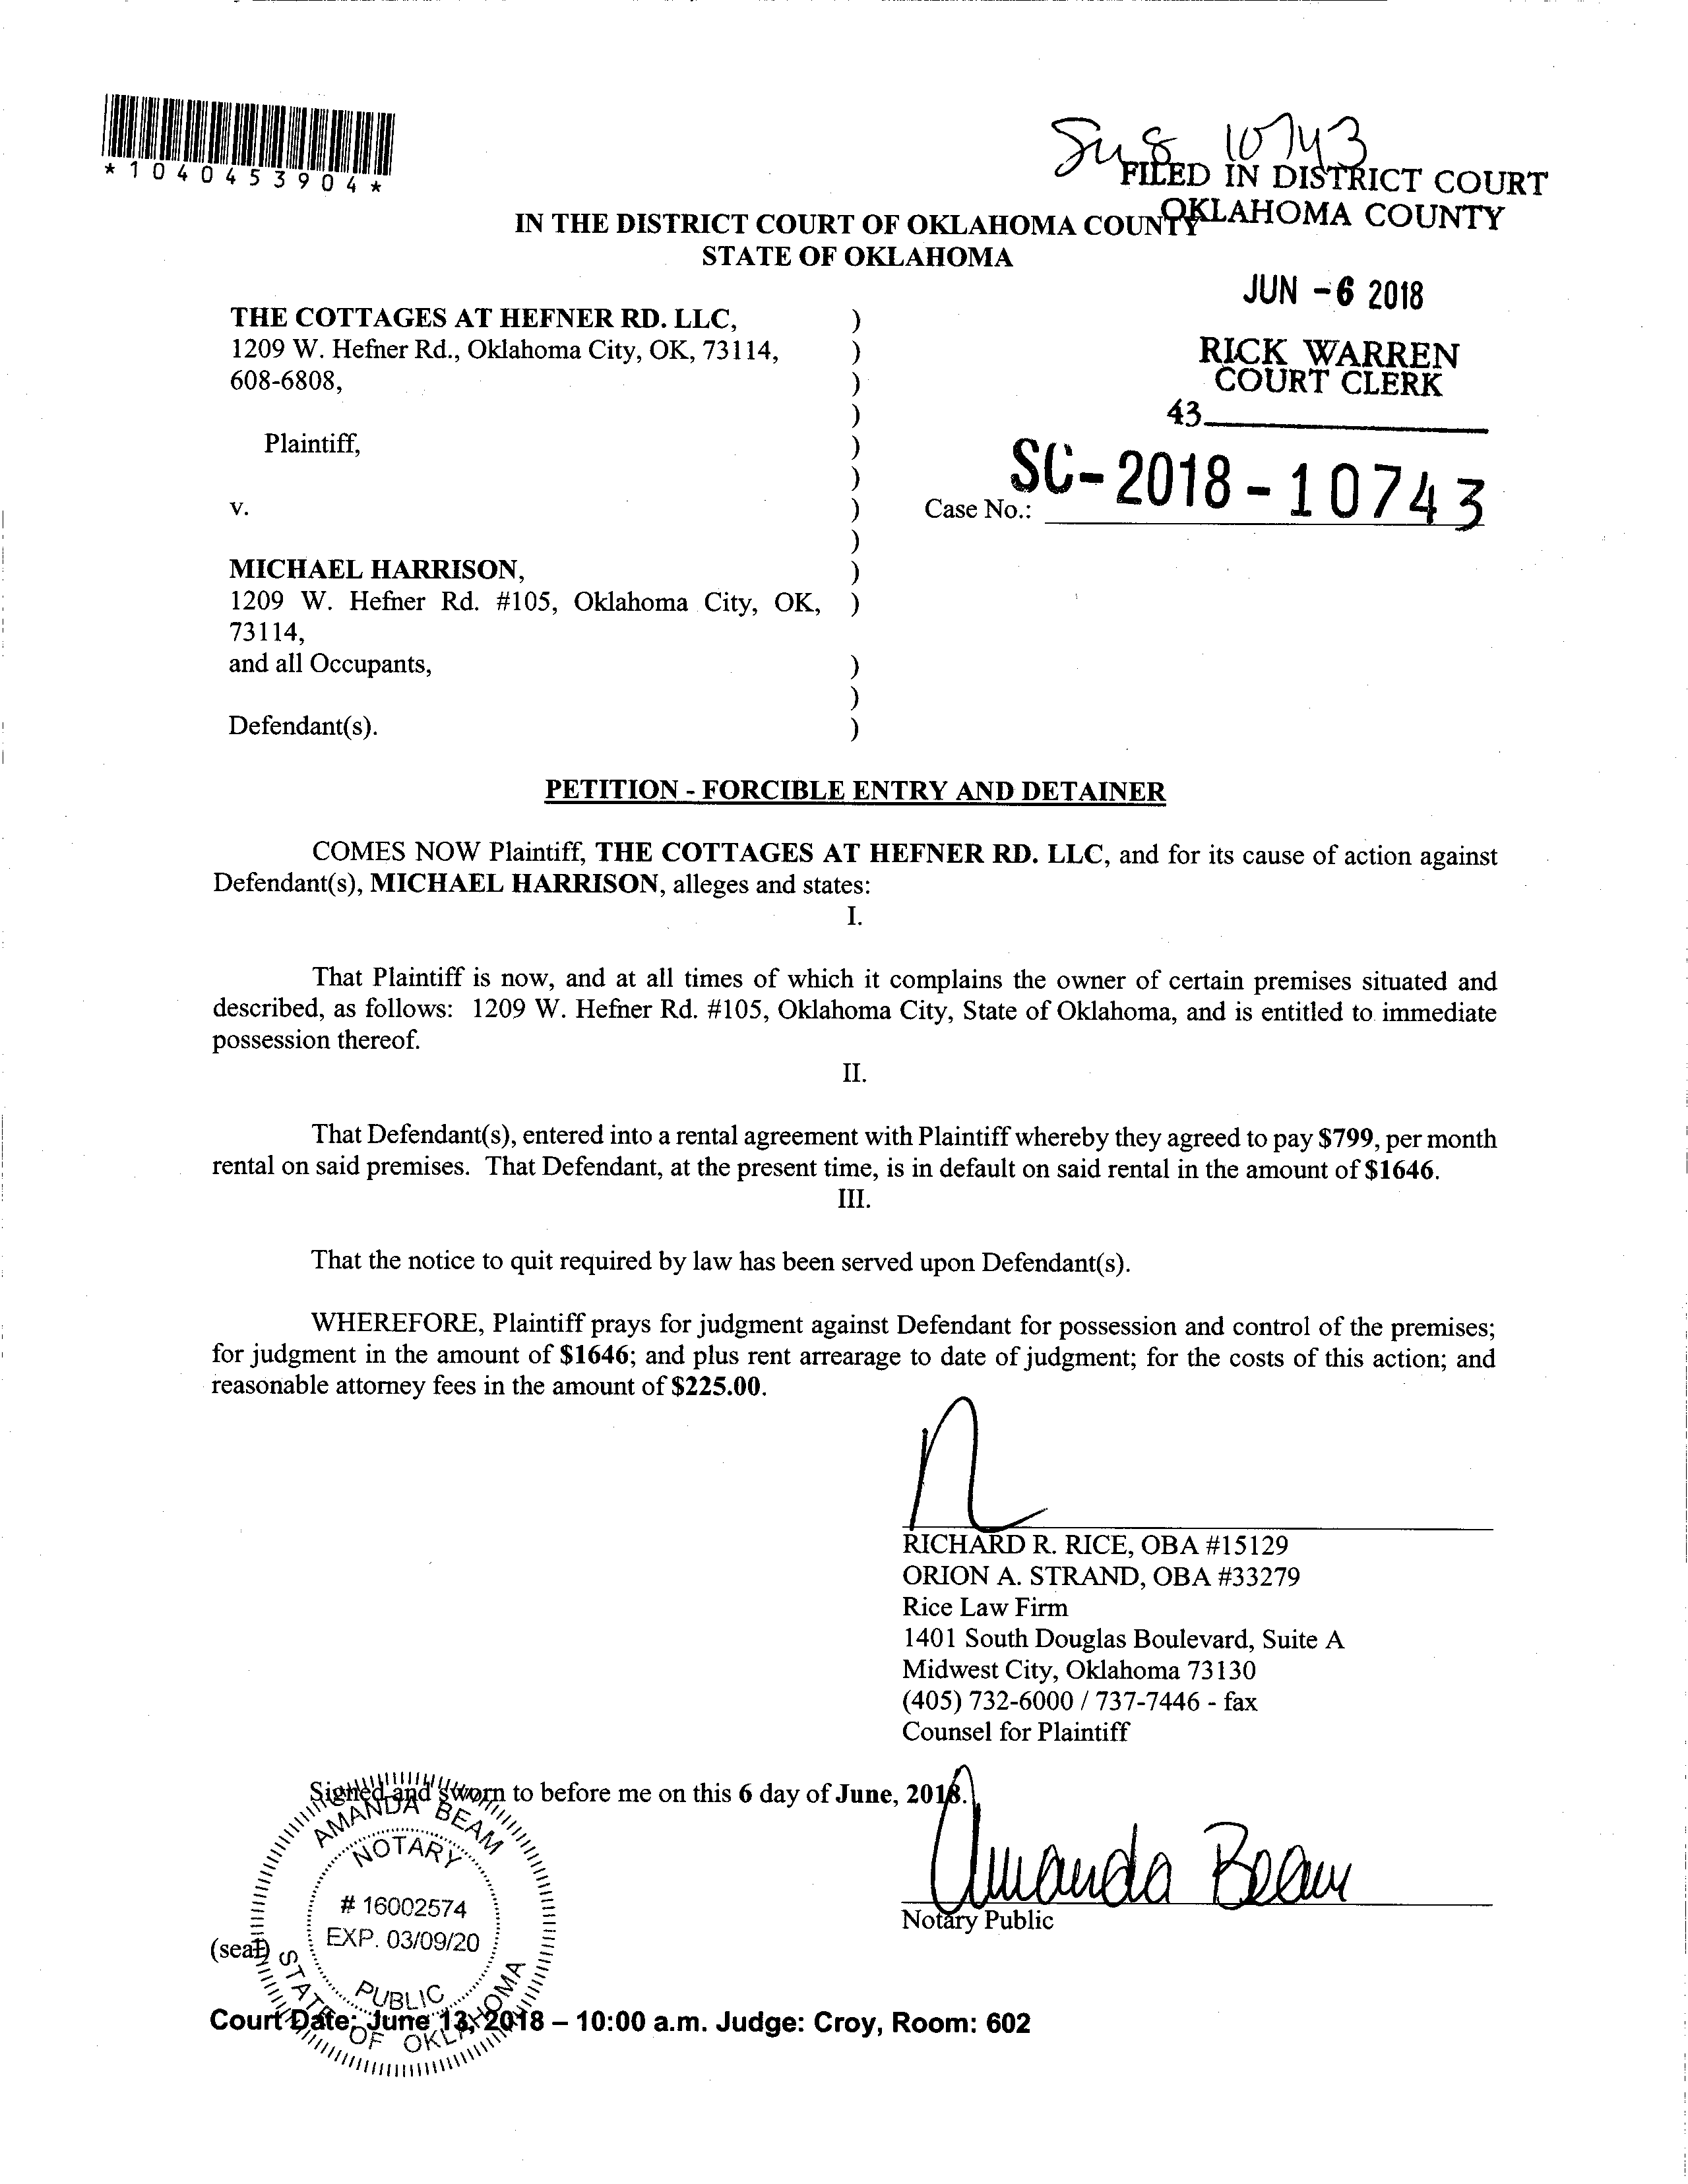 *1040453904*
10743
FILED IN DISTRICT COURT
OKLAHOMA COUNTY
IN THE DISTRICT COURT OF OKLAHOMA COUNTY
STATE OF OKLAHOMA
JUN -6 2018
RICK WARREN
COURT CLERK
43
THE COTTAGES AT HEFNER RD. LLC, )
1209 W. Hefner Rd., Oklahoma City, OK, 73114, )
608-6808, )
)
Plaintiff, )
)
SC-2018-10743
v. ) Case No.:
)
MICHAEL HARRISON, )
1209 W. Hefner Rd. #105, Oklahoma City, OK, )
73114,
and all Occupants, )
)
Defendant(s). )
PETITION - FORCIBLE ENTRY AND DETAINER
COMES NOW Plaintiff, THE COTTAGES AT HEFNER RD. LLC, and for its cause of action against
Defendant(s), MICHAEL HARRISON, alleges and states:
I.
That Plaintiff is now, and at all times of which it complains the owner of certain premises situated and
described, as follows: 1209 W. Hefner Rd. #105, Oklahoma City, State of Oklahoma, and is entitled to immediate
possession thereof.
II.
That Defendant(s), entered into a rental agreement with Plaintiff whereby they agreed to pay $799, per month
rental on said premises. That Defendant, at the present time, is in default on said rental in the amount of $1646.
III.
That the notice to quit required by law has been served upon Defendant(s).
WHEREFORE, Plaintiff prays for judgment against Defendant for possession and control of the premises;
for judgment in the amount of $1646; and plus rent arrearage to date of judgment; for the costs of this action; and
reasonable attorney fees in the amount of $225.00.
RICHARD R. RICE, OBA #15129
ORION A. STRAND, OBA #33279
Rice Law Firm
1401 South Douglas Boulevard, Suite A
Midwest City, Oklahoma 73130
(405) 732-6000 / 737-7446 - fax
Counsel for Plaintiff
Signed and sworn to before me on this 6 day of June, 2018.
AMANDA BEAM
NOTARY
# 16002574
EXP. 03/09/20
PUBLIC
STATE OF OKLAHOMA
Amanda Beam
Notary Public
(seal)
Court Date: June 13, 2018 – 10:00 a.m. Judge: Croy, Room: 602